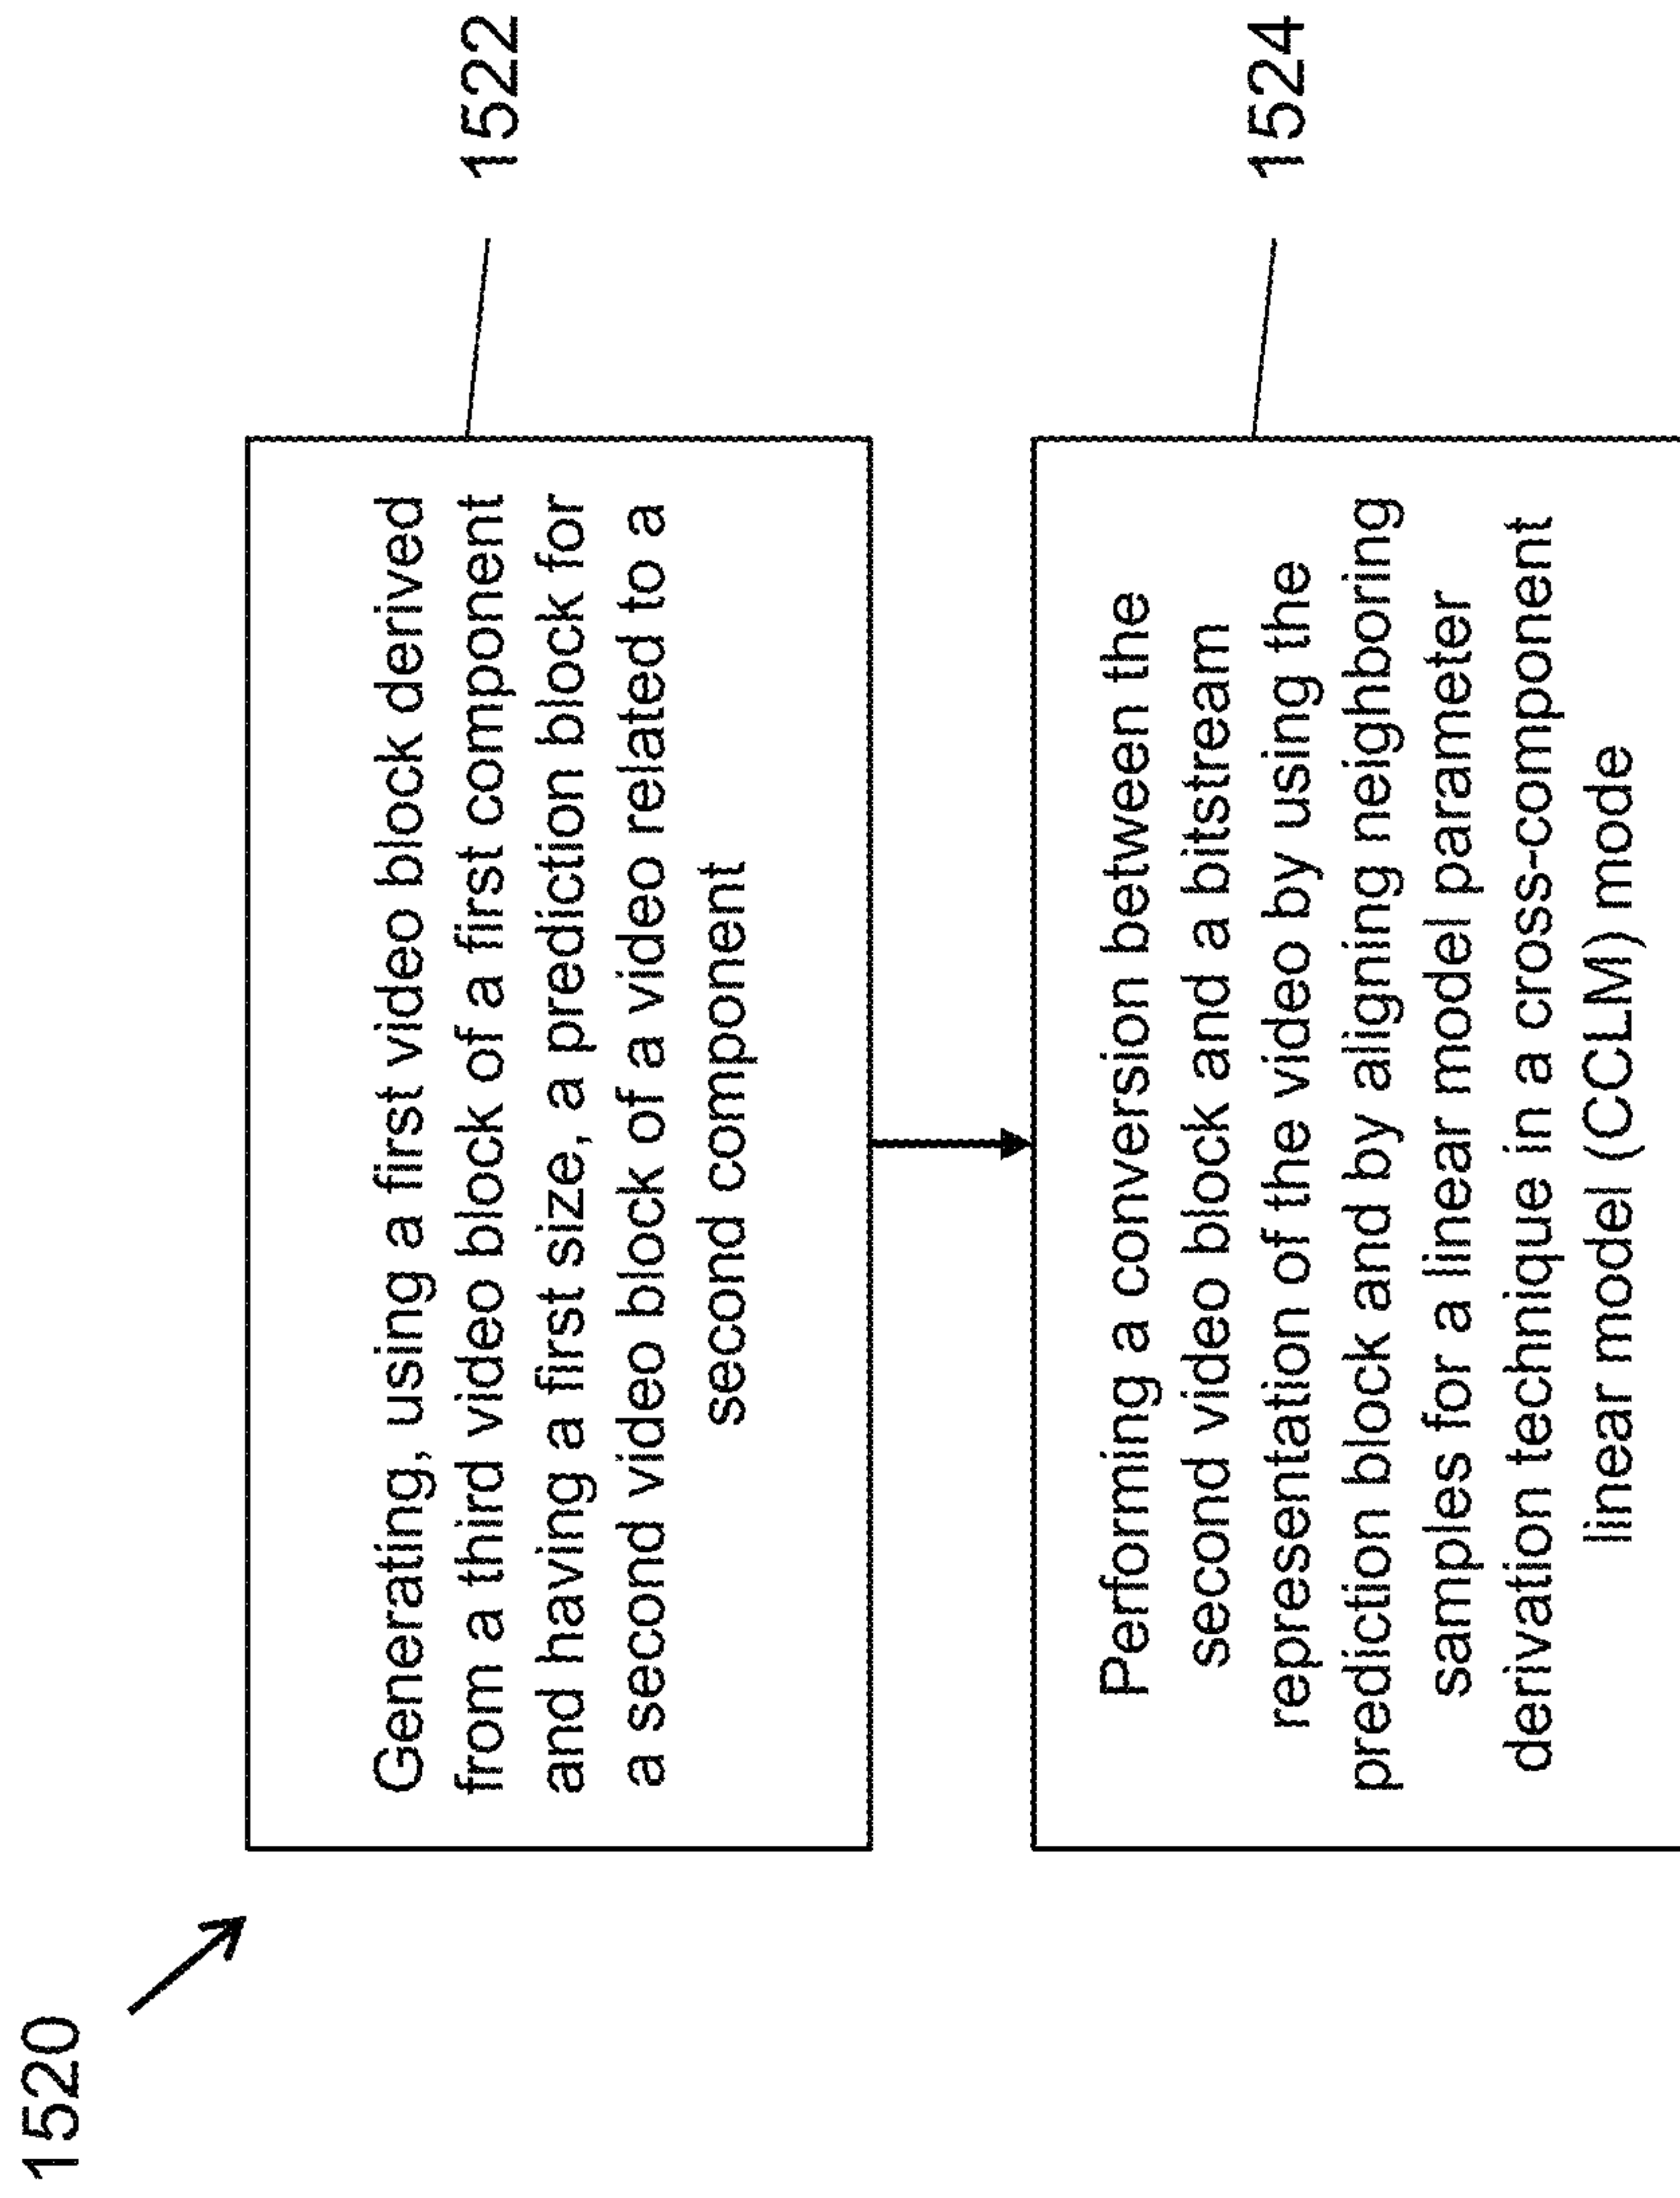 1520
Generating, using a first video block derived
from a third video block of a first component
and having a first size, a prediction block for
a second video block of a video related to a
second component
1522
Performing a conversion between the
second video block and a bitstream
representation of the video by using the
prediction block and by aligning neighboring
samples for a linear model parameter
derivation technique in a cross-component
linear model (CCLM) mode
1524